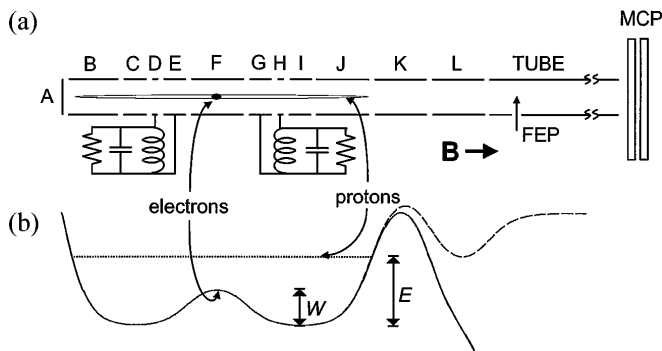 (a)
MCP
B C D E F G H I J K L TUBE
A
B
FEP
electrons
protons
(b)
W
E